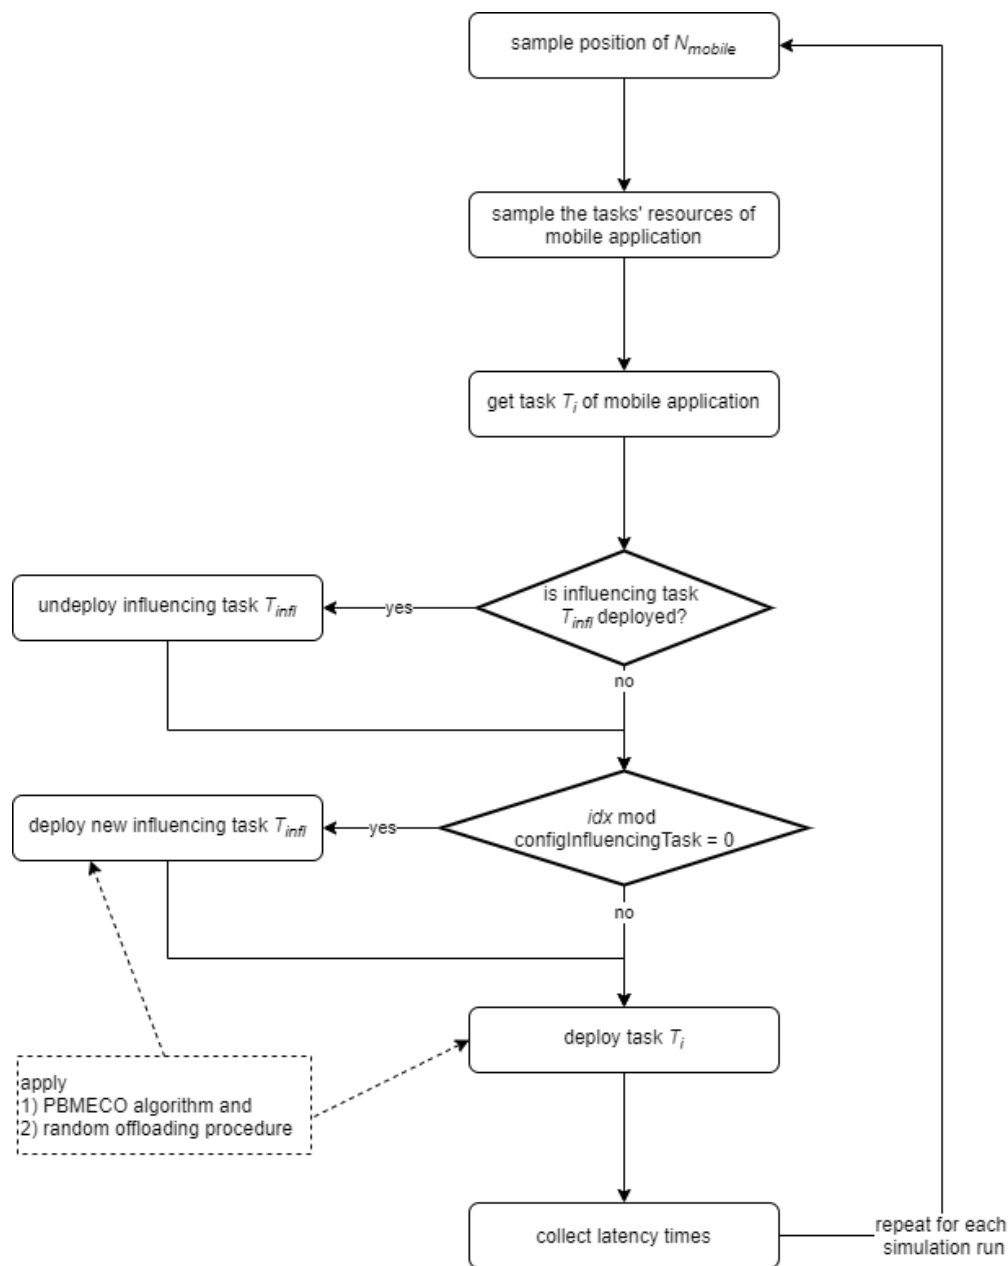 sample position of N_mobile
sample the tasks' resources of
mobile application
get task T_i of mobile application
is influencing task
T_infl deployed?
yes
undeploy influencing task T_infl
no
idx mod
configInfluencingTask = 0
yes
deploy new influencing task T_infl
no
deploy task T_i
apply
1) PBMECO algorithm and
2) random offloading procedure
collect latency times
repeat for each
simulation run